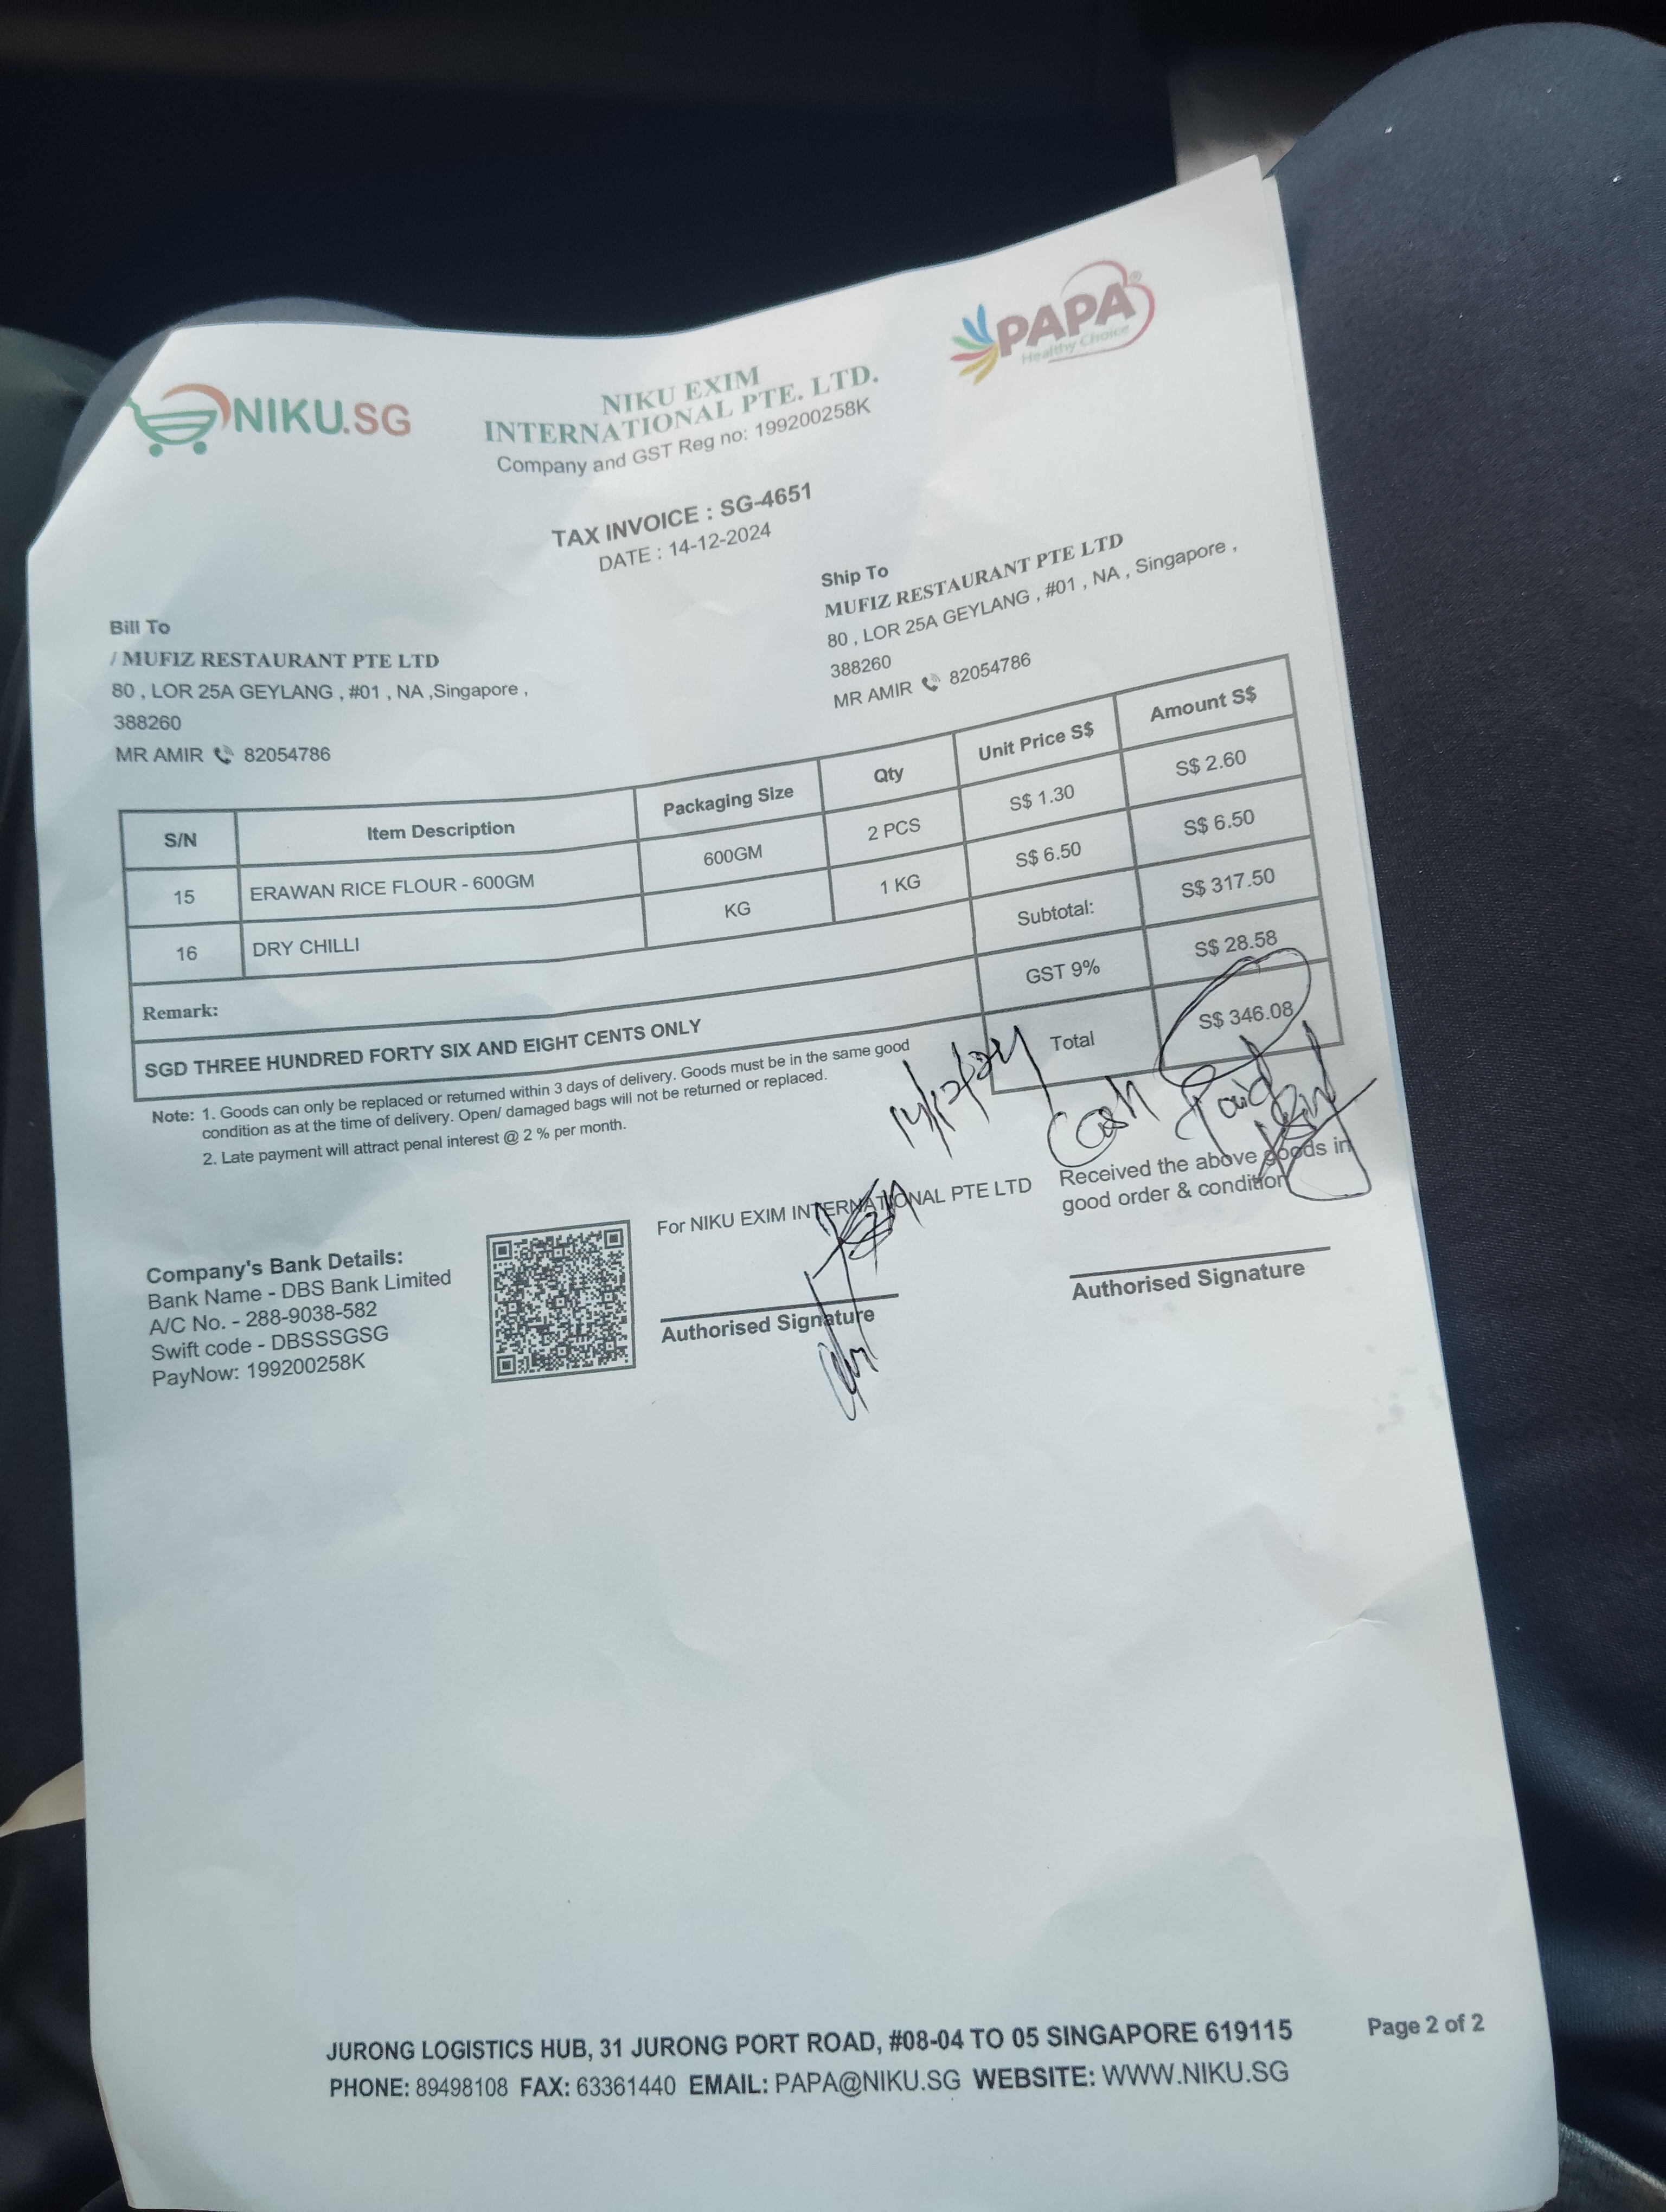 NIKU.SG
NIKU EXIM
INTERNATIONAL PTE. LTD.
Company and GST Reg no: 199200258K
PAPA®
Healthy Choice
TAX INVOICE : SG-4651
DATE : 14-12-2024
Bill To
/ MUFIZ RESTAURANT PTE LTD
80 , LOR 25A GEYLANG , #01 , NA ,Singapore ,
388260
MR AMIR 82054786
Ship To
MUFIZ RESTAURANT PTE LTD
80 , LOR 25A GEYLANG , #01 , NA , Singapore ,
388260
MR AMIR 82054786
S/N Item Description Packaging Size Qty Unit Price S$ Amount S$
15 ERAWAN RICE FLOUR - 600GM 600GM 2 PCS S$ 1.30 S$ 2.60
16 DRY CHILLI KG 1 KG S$ 6.50 S$ 6.50
Remark: Subtotal: S$ 317.50
GST 9% S$ 28.58
SGD THREE HUNDRED FORTY SIX AND EIGHT CENTS ONLY Total S$ 346.08
Note: 1. Goods can only be replaced or returned within 3 days of delivery. Goods must be in the same good
condition as at the time of delivery. Open/ damaged bags will not be returned or replaced.
2. Late payment will attract penal interest @ 2 % per month.
14/12/24 Cash Paid
Company's Bank Details:
Bank Name - DBS Bank Limited
A/C No. - 288-9038-582
Swift code - DBSSSGSG
PayNow: 199200258K
For NIKU EXIM INTERNATIONAL PTE LTD
Authorised Signature
Received the above goods in
good order & condition
Authorised Signature
JURONG LOGISTICS HUB, 31 JURONG PORT ROAD, #08-04 TO 05 SINGAPORE 619115
PHONE: 89498108 FAX: 63361440 EMAIL: PAPA@NIKU.SG WEBSITE: WWW.NIKU.SG
Page 2 of 2